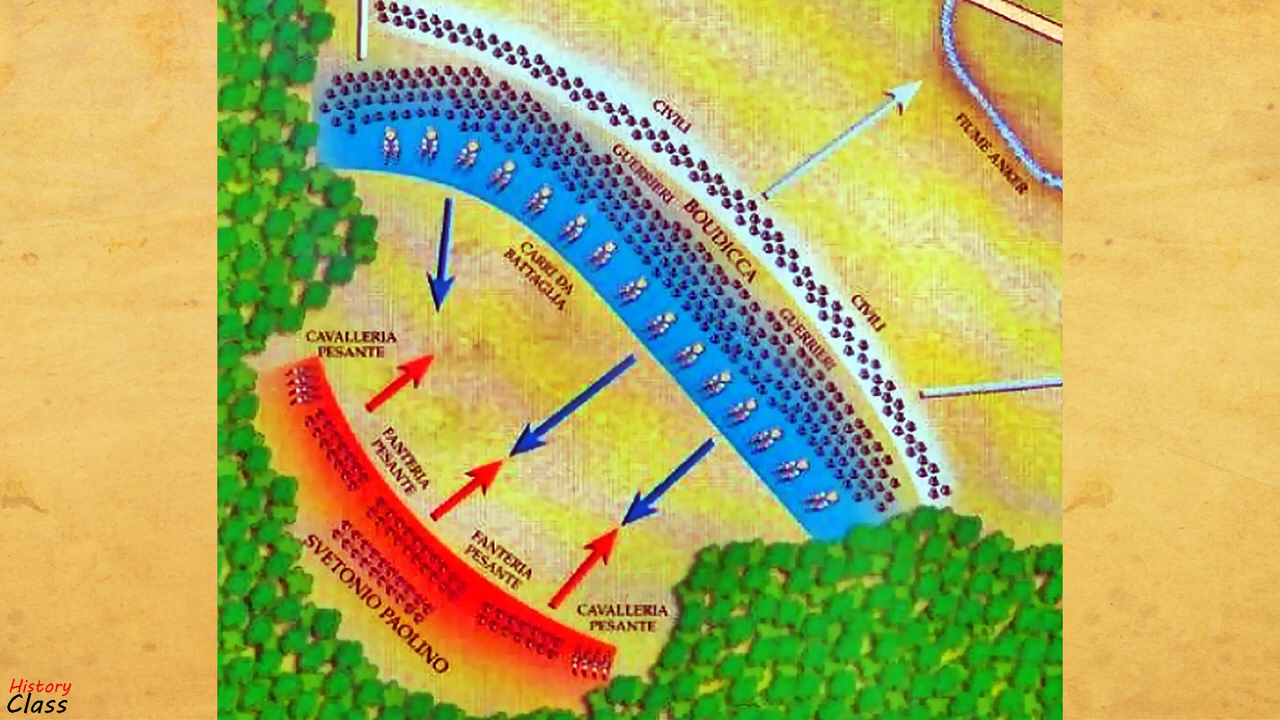 CIVILI
FIUME ANKER
GUERRIERI
BOUDICCA
CARRI DA
BATTAGLIA
CIVILI
GUERRIERI
CAVALLERIA
PESANTE
FANTERIA
PESANTE
FANTERIA
PESANTE
SVETONIO PAOLINO
CAVALLERIA
PESANTE
History
Class